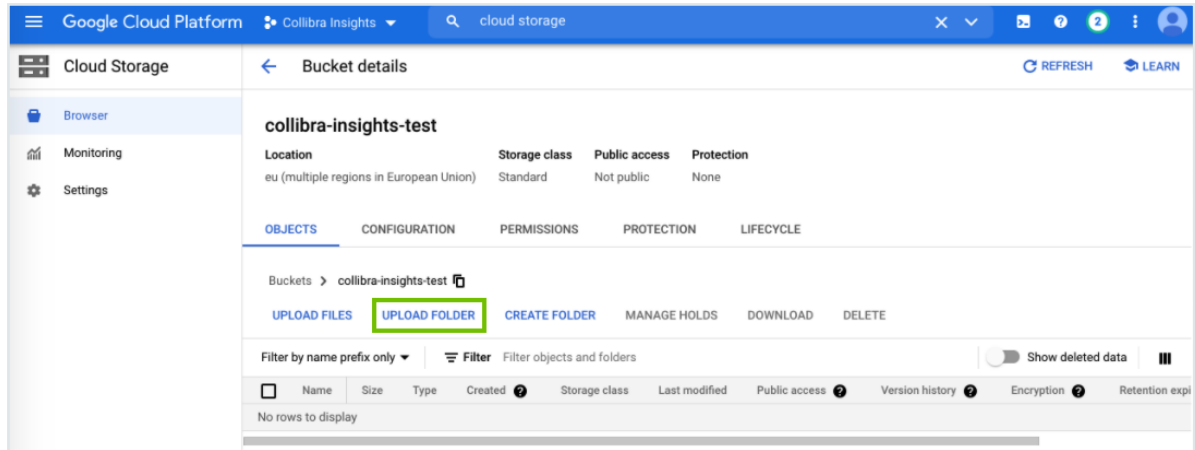 Google Cloud Platform Collibra Insights cloud storage 2
Cloud Storage Bucket details REFRESH LEARN
Browser
Monitoring
Settings
collibra-insights-test
Location Storage class Public access Protection
eu (multiple regions in European Union) Standard Not public None
OBJECTS CONFIGURATION PERMISSIONS PROTECTION LIFECYCLE
Buckets > collibra-insights-test
UPLOAD FILES UPLOAD FOLDER CREATE FOLDER MANAGE HOLDS DOWNLOAD DELETE
Filter by name prefix only Filter Filter objects and folders Show deleted data
Name Size Type Created Storage class Last modified Public access Version history Encryption Retention expi
No rows to display